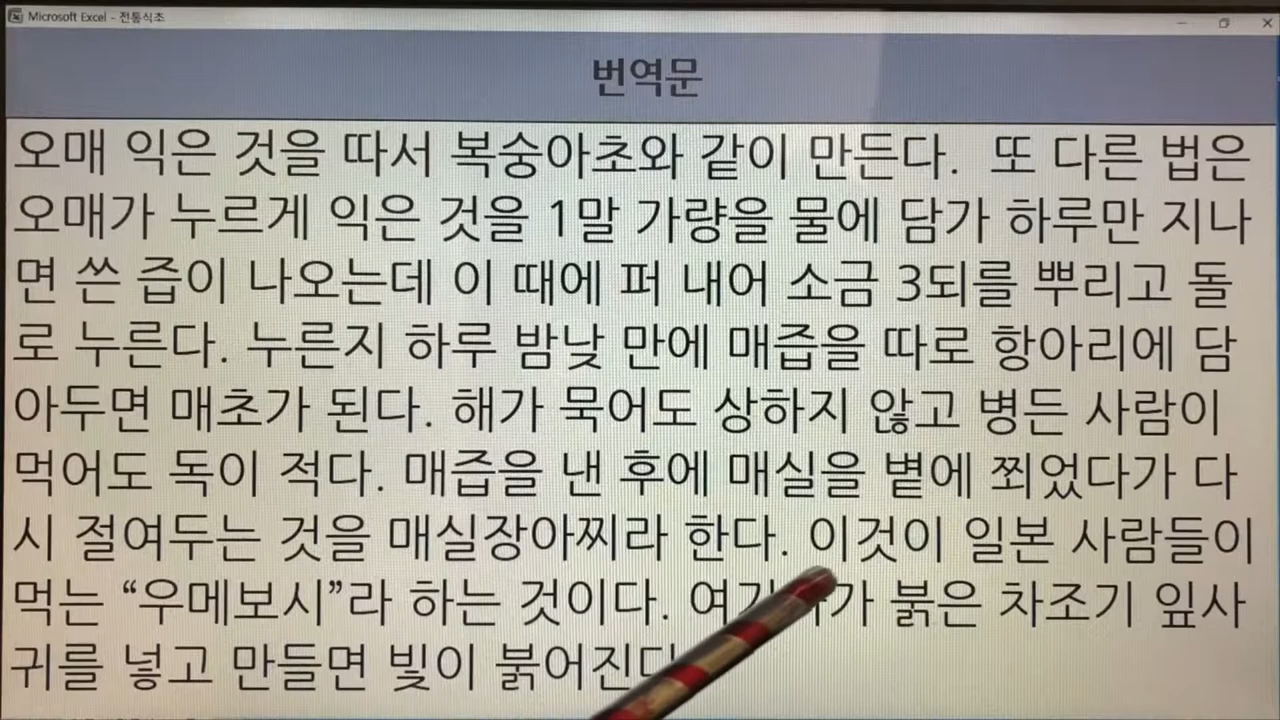 Microsoft Excel - 전통식초
번역문
오매 익은 것을 따서 복숭아초와 같이 만든다. 또 다른 법은
오매가 누르게 익은 것을 1말 가량을 물에 담가 하루만 지나
면 쓴 즙이 나오는데 이 때에 퍼 내어 소금 3되를 뿌리고 돌
로 누른다. 누른지 하루 밤낮 만에 매즙을 따로 항아리에 담
아두면 매초가 된다. 해가 묵어도 상하지 않고 병든 사람이
먹어도 독이 적다. 매즙을 낸 후에 매실을 볕에 쬐었다가 다
시 절여두는 것을 매실장아찌라 한다. 이것이 일본 사람들이
먹는 “우메보시”라 하는 것이다. 붉은 차조기 잎사
귀를 넣고 만들면 빛이 붉어진다